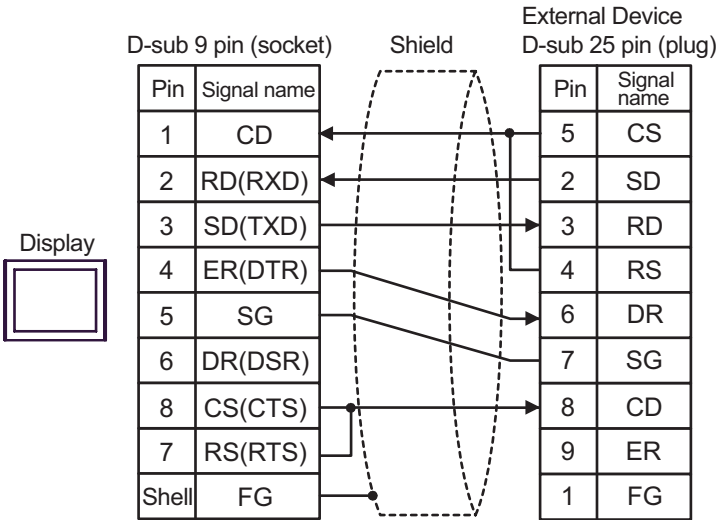 External Device
D-sub 9 pin (socket) Shield D-sub 25 pin (plug)
Pin Signal name Pin Signal name
1 CD 5 CS
2 RD(RXD) 2 SD
3 SD(TXD) 3 RD
Display
4 ER(DTR) 4 RS
5 SG 6 DR
6 DR(DSR) 7 SG
8 CS(CTS) 8 CD
7 RS(RTS) 9 ER
Shell FG 1 FG